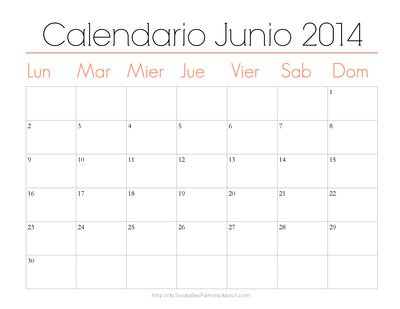 Calendario Junio 2014
Lun Mar Mier Jue Vier Sab Dom
1
2 3 4 5 6 7 8
9 10 11 12 13 14 15
16 17 18 19 20 21 22
23 24 25 26 27 28 29
30
http://ActividadesFamilia.About.com